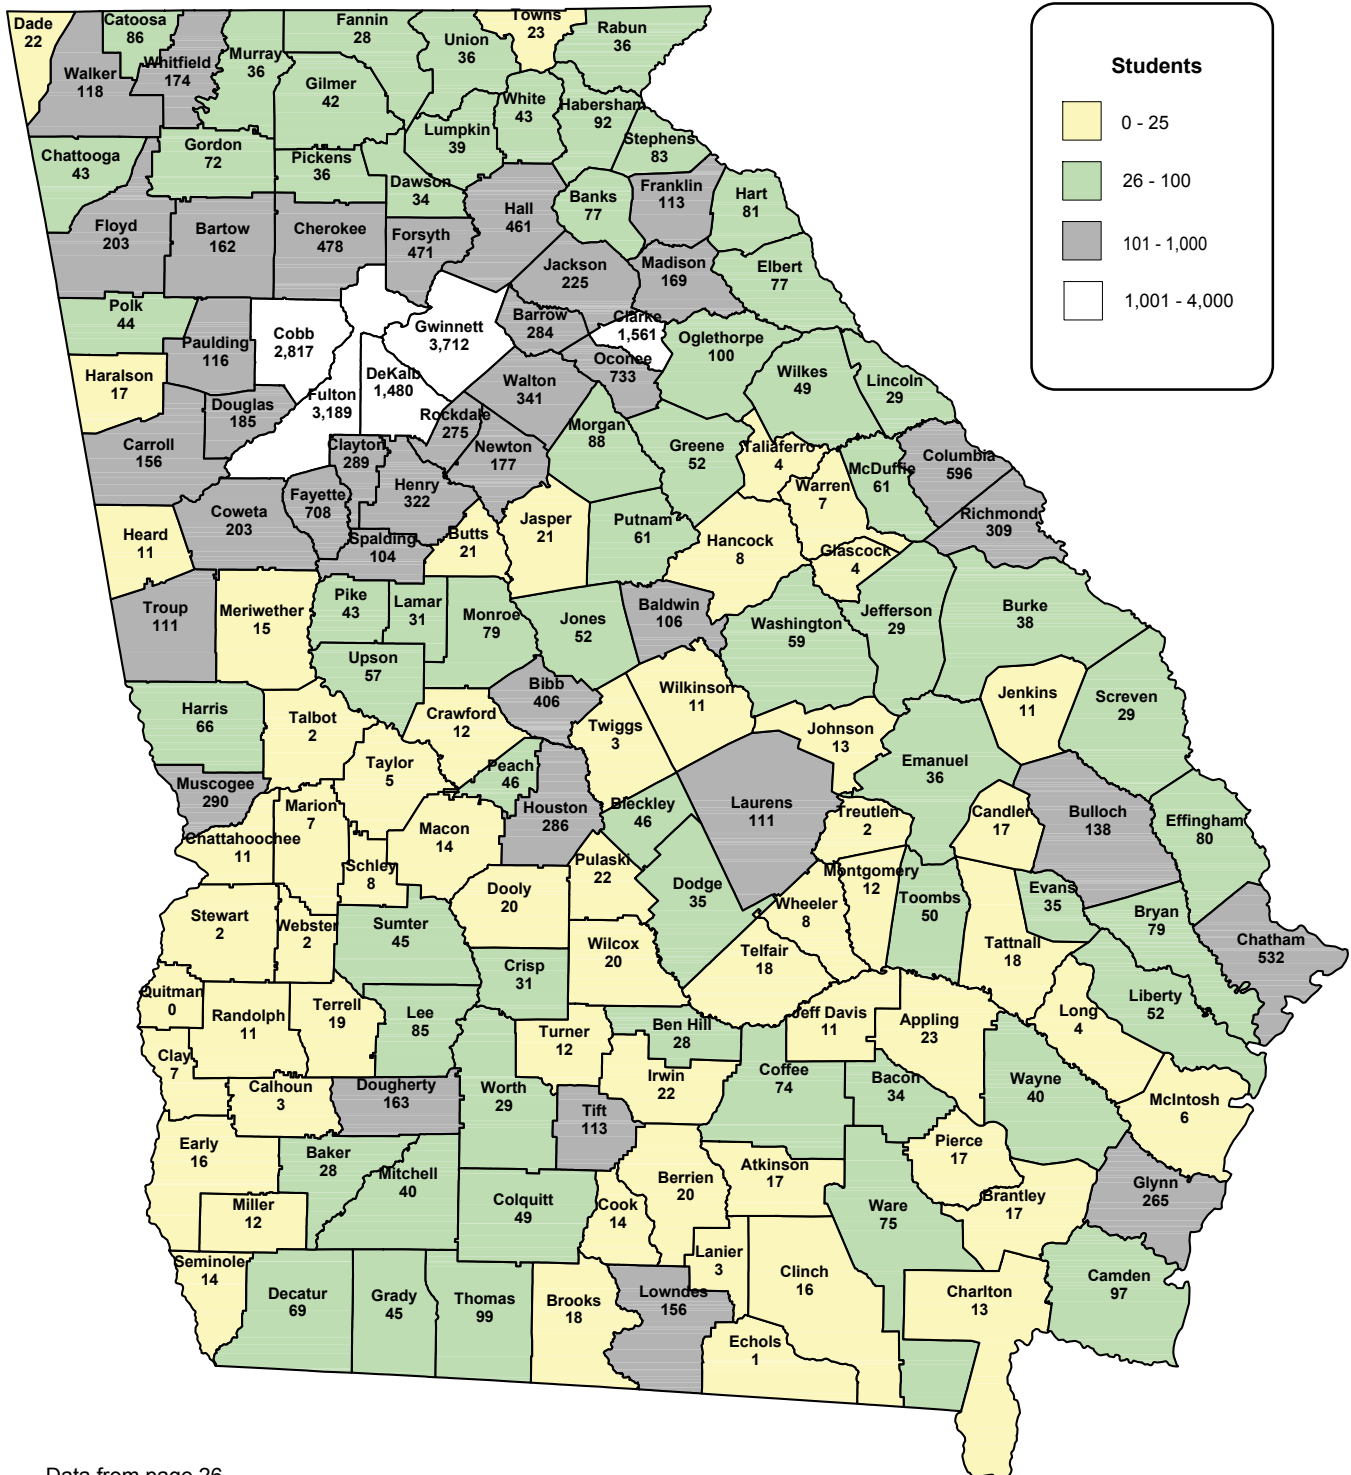 Students
0 - 25
26 - 100
101 - 1,000
1,001 - 4,000
Dade
22
Catoosa
86
Walker
118
Whitfield
174
Murray
36
Fannin
28
Gilmer
42
Union
36
Towns
23
Rabun
36
White
43
Habersham
92
Lumpkin
39
Stephens
83
Chattooga
43
Gordon
72
Pickens
36
Dawson
34
Floyd
203
Bartow
162
Cherokee
478
Forsyth
471
Hall
461
Banks
77
Franklin
113
Hart
81
Jackson
225
Madison
169
Elbert
77
Polk
44
Paulding
116
Cobb
2,817
Gwinnett
3,712
Barrow
284
Clarke
1,561
Oconee
733
Oglethorpe
100
Wilkes
49
Lincoln
29
Haralson
17
Douglas
185
Fulton
3,189
DeKalb
1,480
Rockdale
275
Walton
341
Newton
177
Morgan
88
Greene
52
Taliaferro
4
Warren
7
McDuffie
61
Columbia
596
Richmond
309
Carroll
156
Clayton
289
Henry
322
Fayette
708
Coweta
203
Heard
11
Spalding
104
Butts
21
Jasper
21
Putnam
61
Hancock
8
Glascock
4
Troup
111
Meriwether
15
Pike
43
Lamar
31
Monroe
79
Jones
52
Baldwin
106
Washington
59
Jefferson
29
Burke
38
Upson
57
Bibb
406
Wilkinson
11
Jenkins
11
Screven
29
Harris
66
Talbot
2
Crawford
12
Twiggs
3
Johnson
13
Emanuel
36
Taylor
5
Peach
46
Muscogee
290
Marion
7
Houston
286
Bleckley
46
Laurens
111
Treutlen
2
Candler
17
Bulloch
138
Effingham
80
Chattahoochee
11
Macon
14
Schley
8
Pulaski
22
Dodge
35
Montgomery
12
Wheeler
8
Toombs
50
Evans
35
Bryan
79
Chatham
532
Dooly
20
Stewart
2
Webster
2
Sumter
45
Wilcox
20
Telfair
18
Tattnall
18
Crisp
31
Liberty
52
Long
4
Quitman
0
Randolph
11
Terrell
19
Lee
85
Turner
12
Ben Hill
28
Jeff Davis
11
Appling
23
Clay
7
Calhoun
3
Dougherty
163
Worth
29
Irwin
22
Tift
113
Coffee
74
Bacon
34
Wayne
40
McIntosh
6
Early
16
Baker
28
Mitchell
40
Pierce
17
Berrien
20
Atkinson
17
Glynn
265
Miller
12
Colquitt
49
Cook
14
Ware
75
Brantley
17
Lanier
3
Seminole
14
Decatur
69
Grady
45
Thomas
99
Brooks
18
Lowndes
156
Clinch
16
Charlton
13
Camden
97
Echols
1
Data from page 26